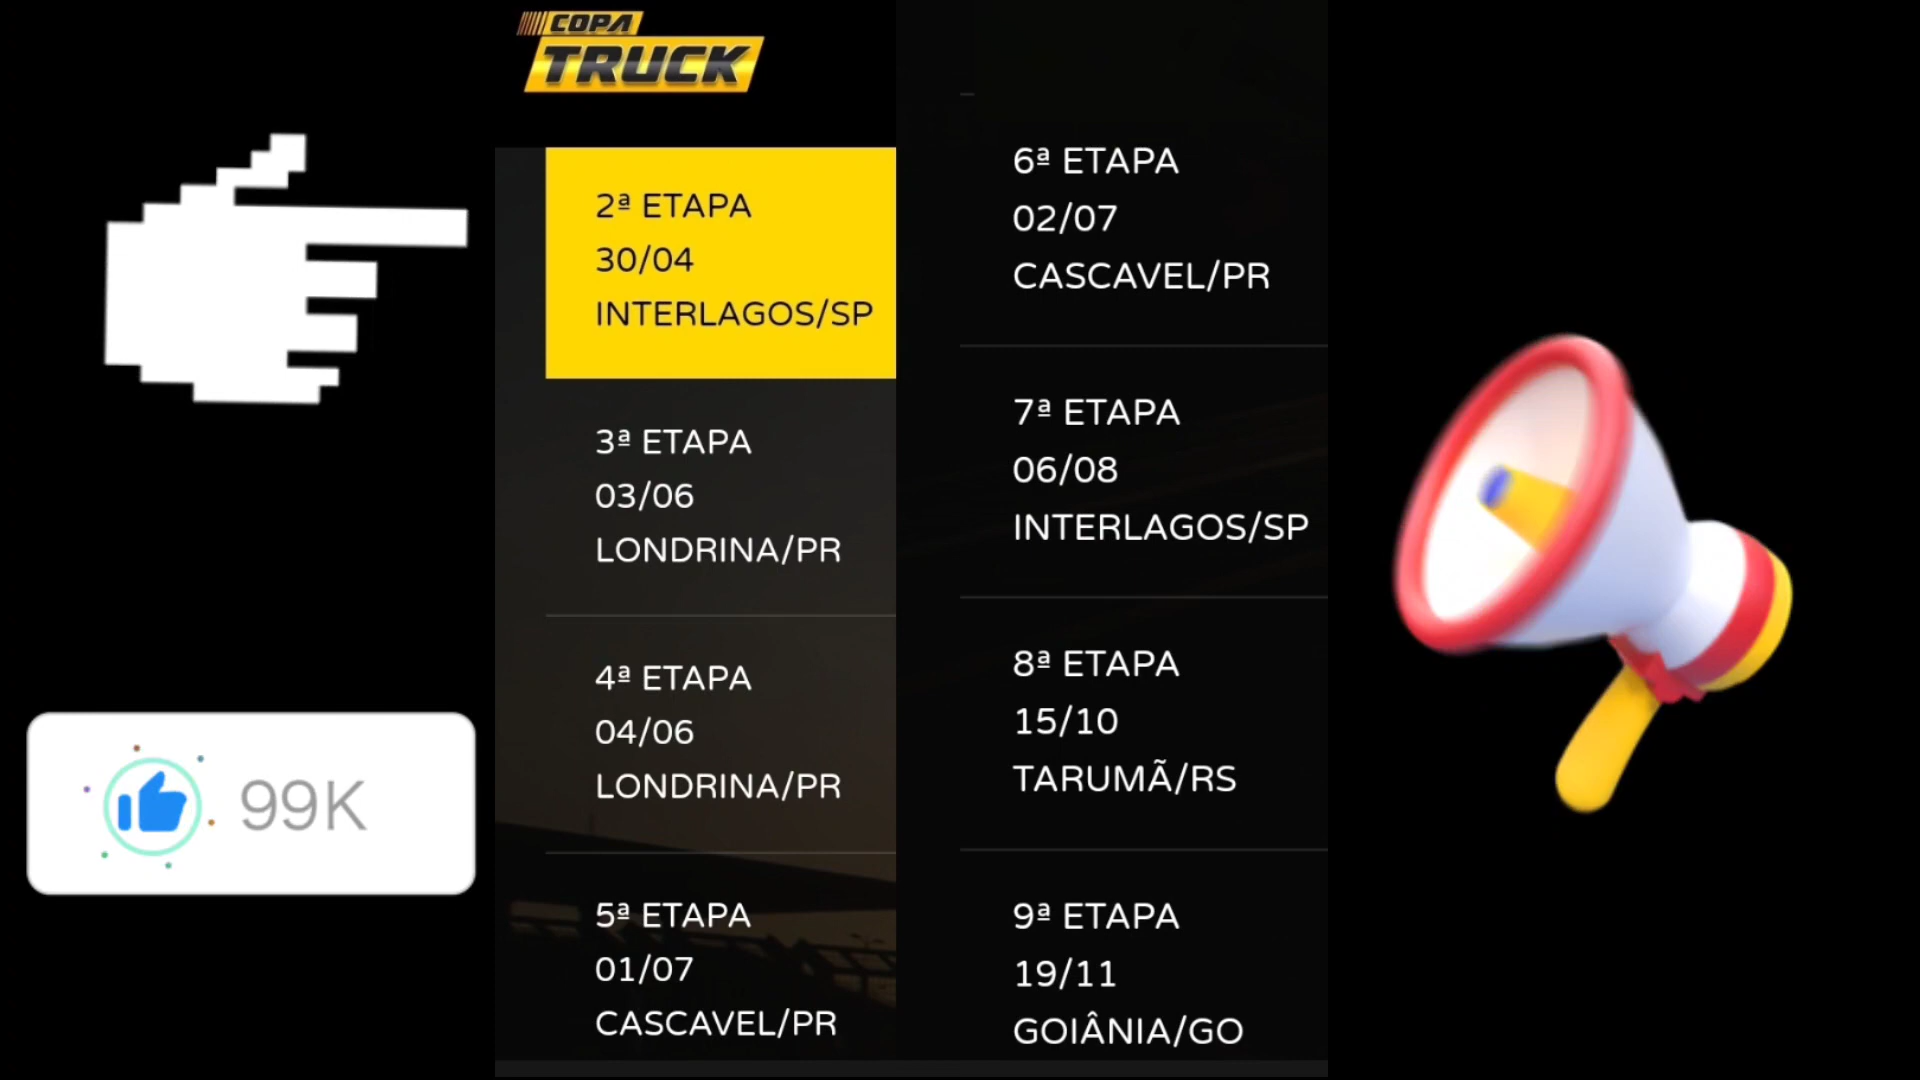 COPA
TRUCK
2ª ETAPA
30/04
INTERLAGOS/SP
3ª ETAPA
03/06
LONDRINA/PR
4ª ETAPA
04/06
LONDRINA/PR
5ª ETAPA
01/07
CASCAVEL/PR
6ª ETAPA
02/07
CASCAVEL/PR
7ª ETAPA
06/08
INTERLAGOS/SP
8ª ETAPA
15/10
TARUMÃ/RS
9ª ETAPA
19/11
GOIÂNIA/GO
99K